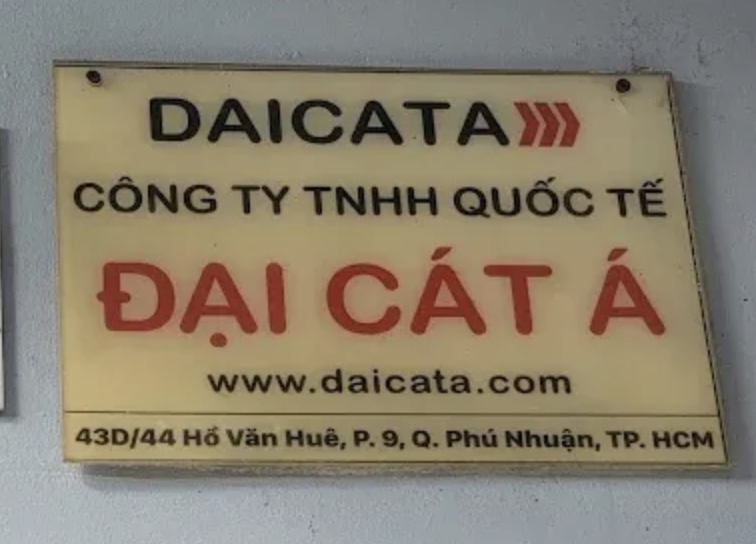 DAICATA
CÔNG TY TNHH QUỐC TẾ
ĐẠI CÁT Á
www.daicata.com
43D/44 Hồ Văn Huê, P. 9, Q. Phú Nhuận, TP. HCM